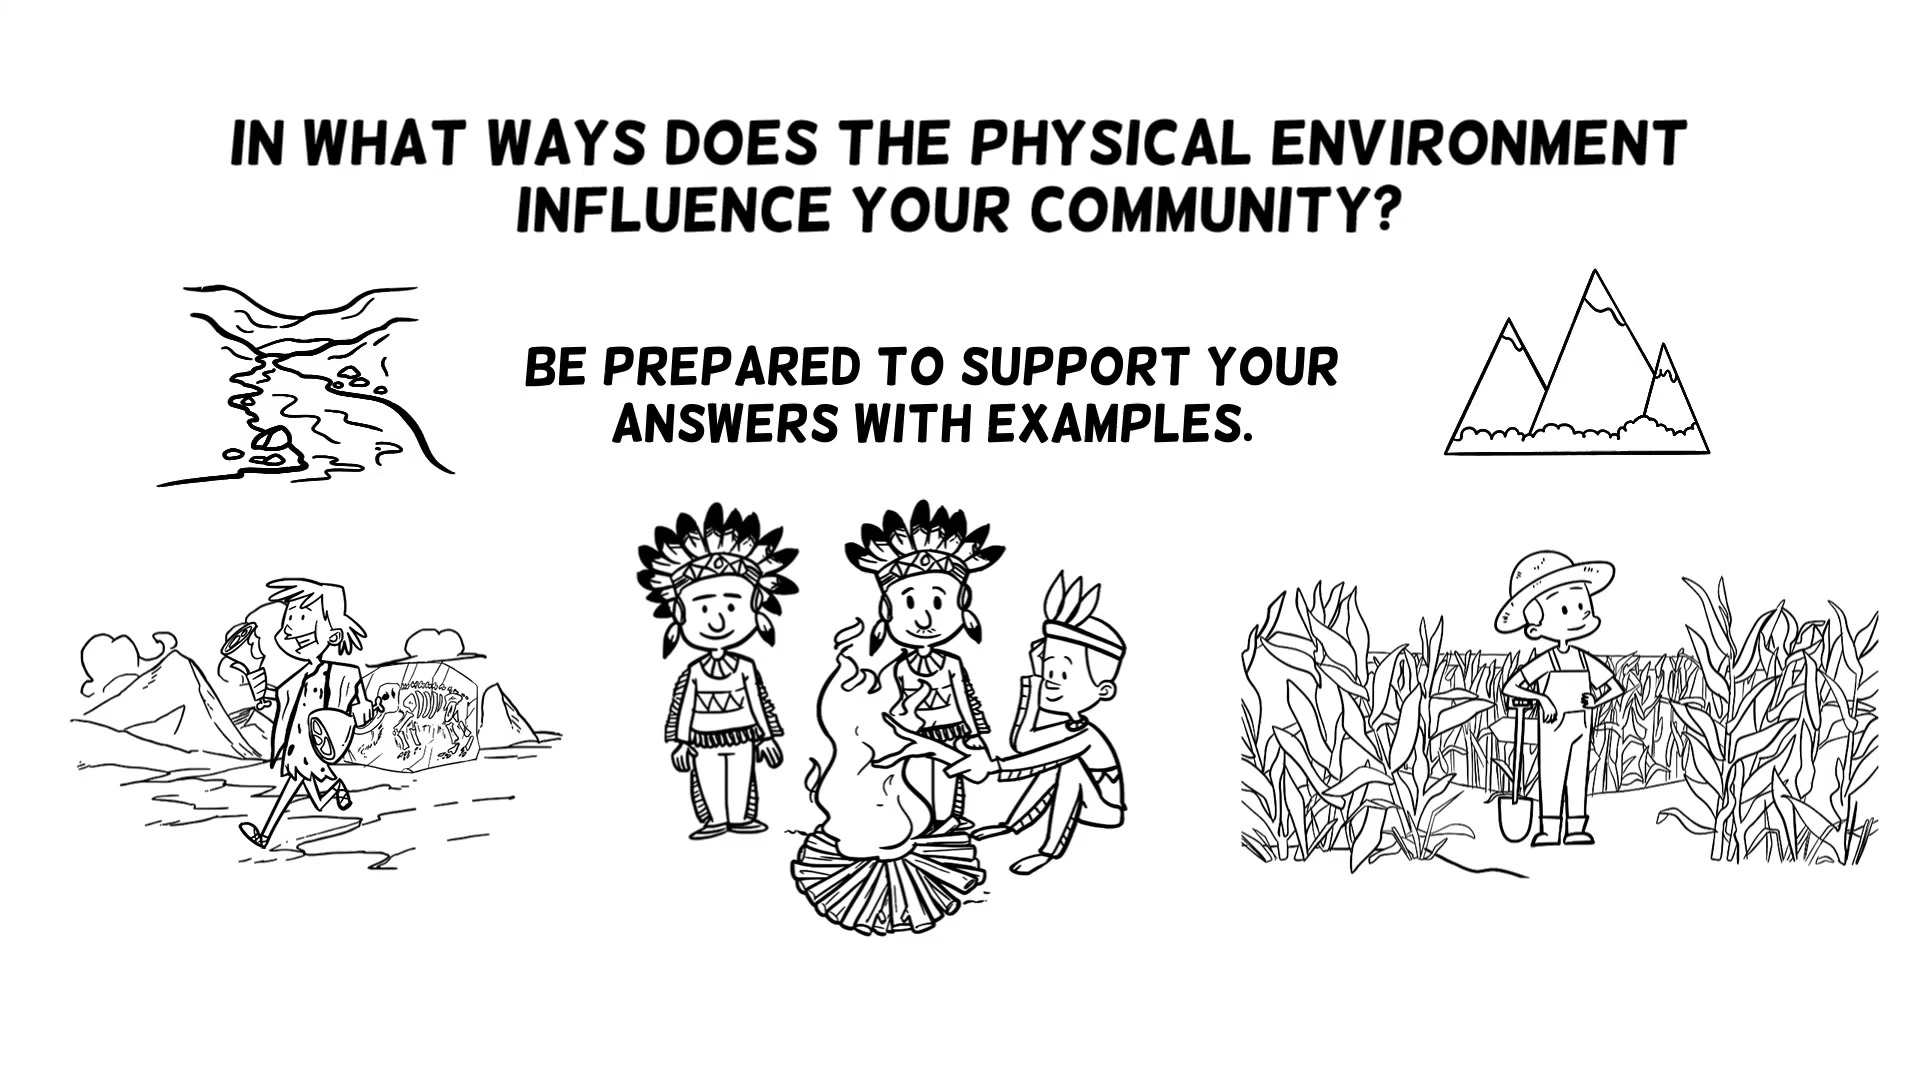 IN WHAT WAYS DOES THE PHYSICAL ENVIRONMENT
INFLUENCE YOUR COMMUNITY?
BE PREPARED TO SUPPORT YOUR
ANSWERS WITH EXAMPLES.